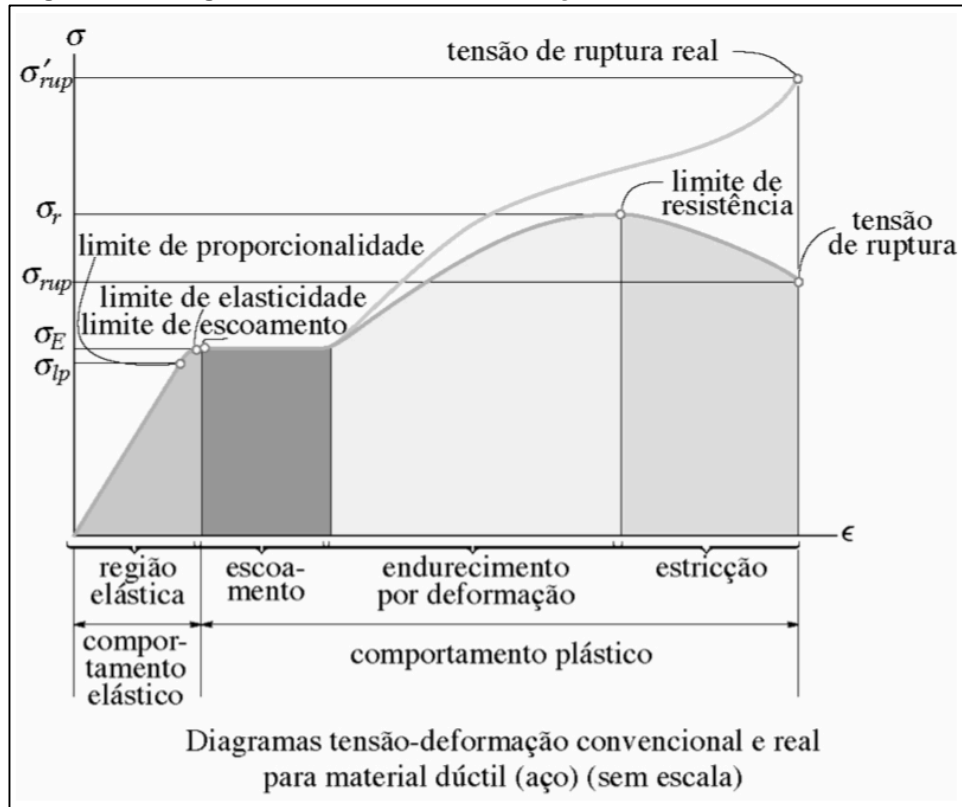 σ
tensão de ruptura real
σ'rup
σr
limite de
resistência
tensão
de ruptura
limite de proporcionalidade
σrup
limite de elasticidade
limite de escoamento
σE
σlp
ϵ
região
elástica
escoa-
mento
endurecimento
por deformação
estricção
compor-
tamento
elástico
comportamento plástico
Diagramas tensão-deformação convencional e real
para material dúctil (aço) (sem escala)